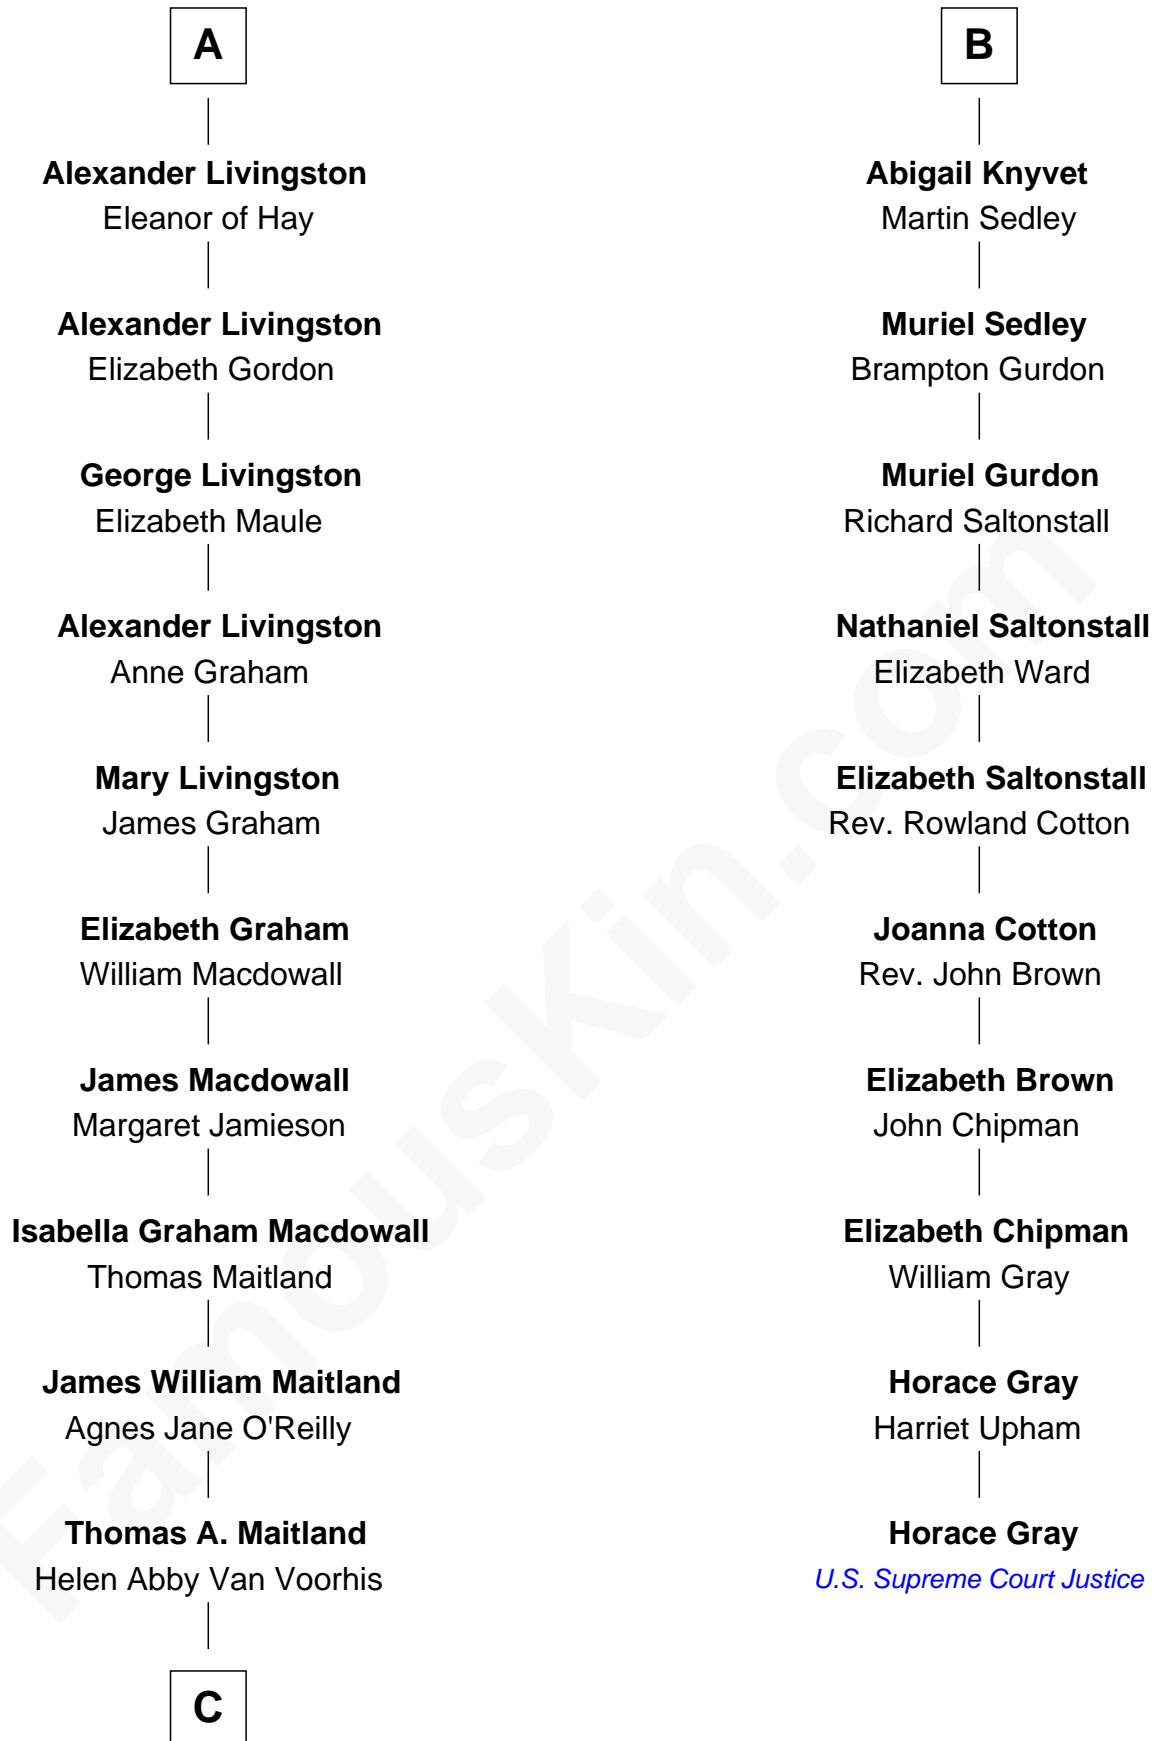 A
Alexander Livingston
Eleanor of Hay
Alexander Livingston
Elizabeth Gordon
George Livingston
Elizabeth Maule
Alexander Livingston
Anne Graham
Mary Livingston
James Graham
Elizabeth Graham
William Macdowall
James Macdowall
Margaret Jamieson
Isabella Graham Macdowall
Thomas Maitland
James William Maitland
Agnes Jane O'Reilly
Thomas A. Maitland
Helen Abby Van Voorhis
C
B
Abigail Knyvet
Martin Sedley
Muriel Sedley
Brampton Gurdon
Muriel Gurdon
Richard Saltonstall
Nathaniel Saltonstall
Elizabeth Ward
Elizabeth Saltonstall
Rev. Rowland Cotton
Joanna Cotton
Rev. John Brown
Elizabeth Brown
John Chipman
Elizabeth Chipman
William Gray
Horace Gray
Harriet Upham
Horace Gray
U.S. Supreme Court Justice
FamousKin.com